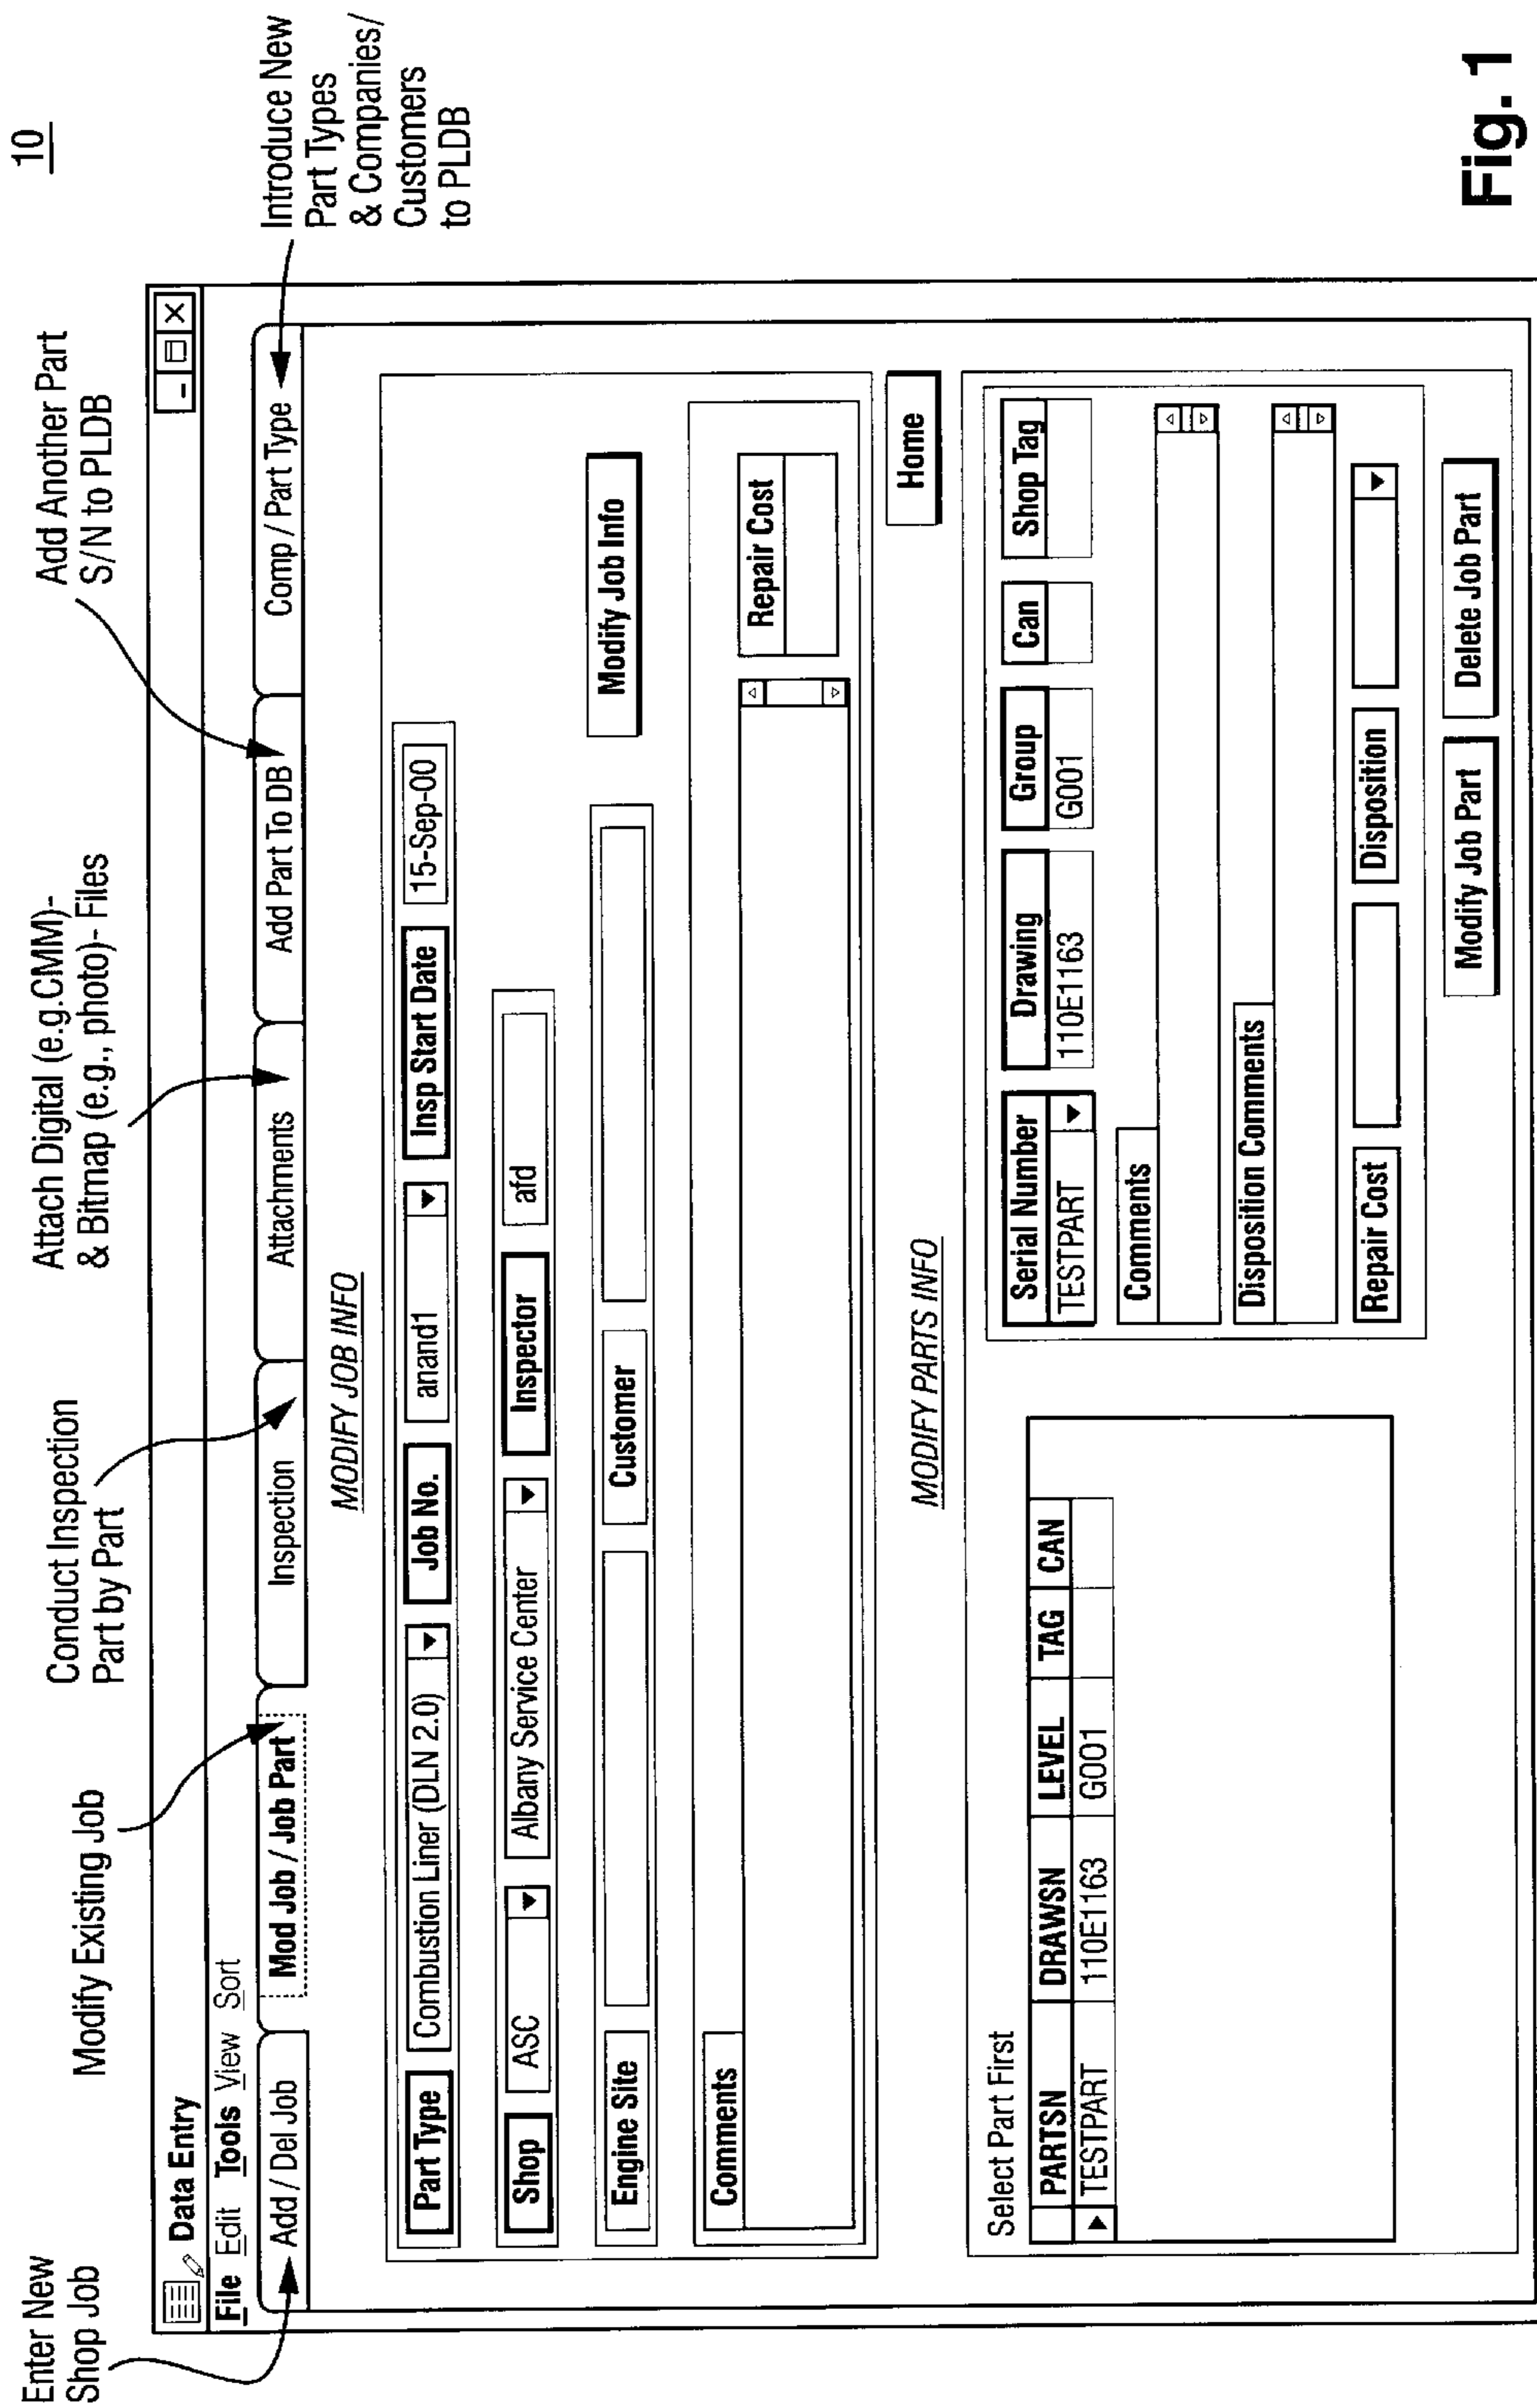 10
Enter New
Shop Job
Modify Existing Job
Conduct Inspection
Part by Part
Attach Digital (e.g.CMM)-
& Bitmap (e.g., photo)- Files
Add Another Part
S/N to PLDB
Introduce New
Part Types
& Companies/
Customers
to PLDB
Data Entry
File Edit Tools View Sort
Add / Del Job Mod Job / Job Part Inspection Attachments Add Part To DB Comp / Part Type
MODIFY JOB INFO
Part Type Combustion Liner (DLN 2.0) Job No. anand1 Insp Start Date 15-Sep-00
Shop ASC Albany Service Center Inspector afd
Engine Site Customer Modify Job Info
Comments Repair Cost
Home
MODIFY PARTS INFO
Select Part First
PARTSN DRAWSN LEVEL TAG CAN
TESTPART 110E1163 G001
Serial Number Drawing Group Can Shop Tag
TESTPART 110E1163 G001
Comments
Disposition Comments
Repair Cost Disposition
Modify Job Part Delete Job Part
Fig. 1